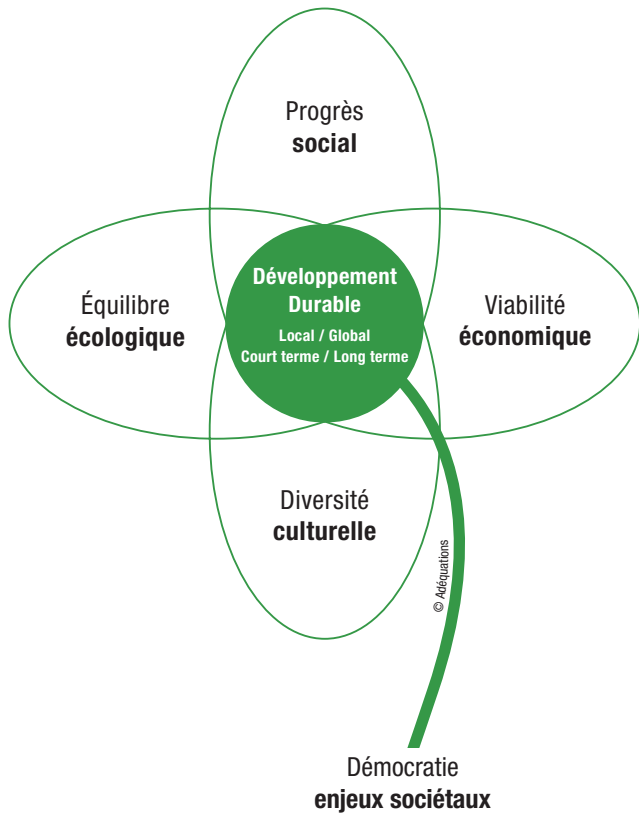 Progrès
social
Développement
Durable
Local / Global
Court terme / Long terme
Équilibre
écologique
Viabilité
économique
Diversité
culturelle
© Adéquations
Démocratie
enjeux sociétaux